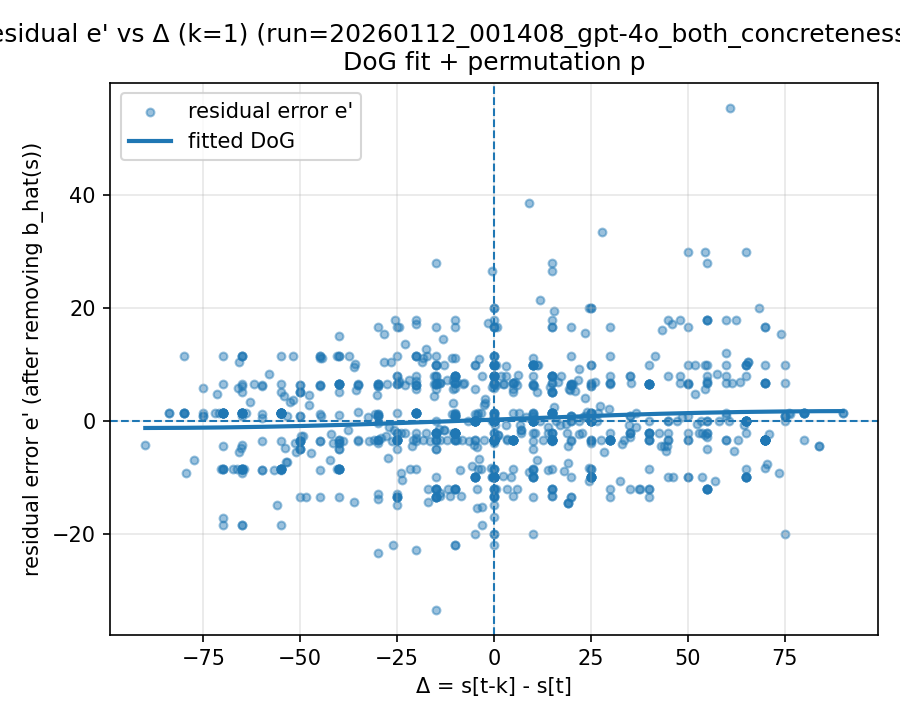 esidual e' vs Δ (k=1) (run=20260112_001408_gpt-4o_both_concreteness
DoG fit + permutation p
residual error e'
fitted DoG
residual error e' (after removing b_hat(s))
40
20
0
−20
−75
−50
−25
0
25
50
75
Δ = s[t-k] - s[t]